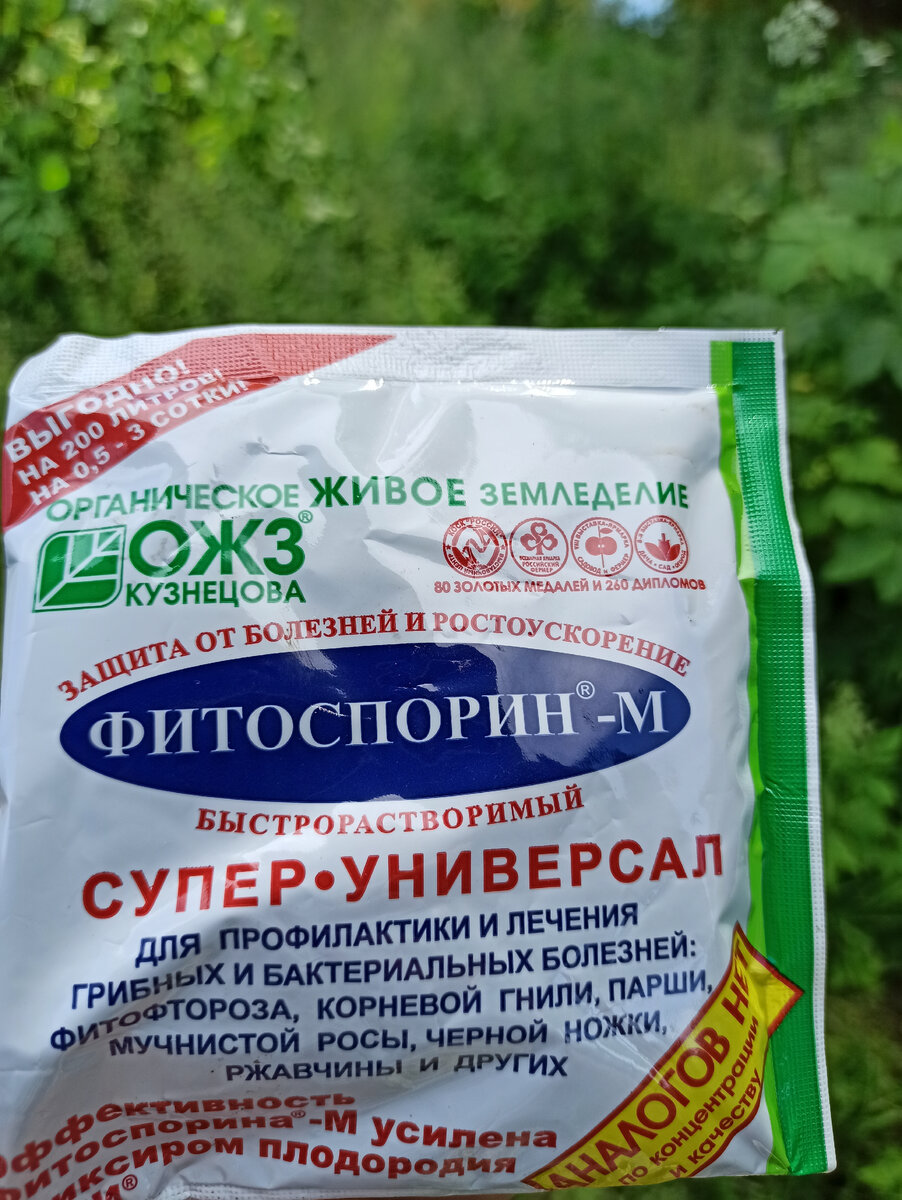 ВЫГОДНО!
НА 200 ЛИТРОВ!
НА 0,5 - 3 СОТКИ!
ОРГАНИЧЕСКОЕ ЖИВОЕ ЗЕМЛЕДЕЛИЕ
ОЖЗ®
КУЗНЕЦОВА
80 ЗОЛОТЫХ МЕДАЛЕЙ И 260 ДИПЛОМОВ
ЗАЩИТА ОТ БОЛЕЗНЕЙ И РОСТОУСКОРЕНИЕ
ФИТОСПОРИН®-М
БЫСТРОРАСТВОРИМЫЙ
СУПЕР•УНИВЕРСАЛ
ДЛЯ ПРОФИЛАКТИКИ И ЛЕЧЕНИЯ
ГРИБНЫХ И БАКТЕРИАЛЬНЫХ БОЛЕЗНЕЙ:
ФИТОФТОРОЗА, КОРНЕВОЙ ГНИЛИ, ПАРШИ,
МУЧНИСТОЙ РОСЫ, ЧЕРНОЙ НОЖКИ,
РЖАВЧИНЫ И ДРУГИХ
эффективность
фитоспорина®-М усилена
плодородия
АНАЛОГОВ НЕТ
по концентрации
и качеству